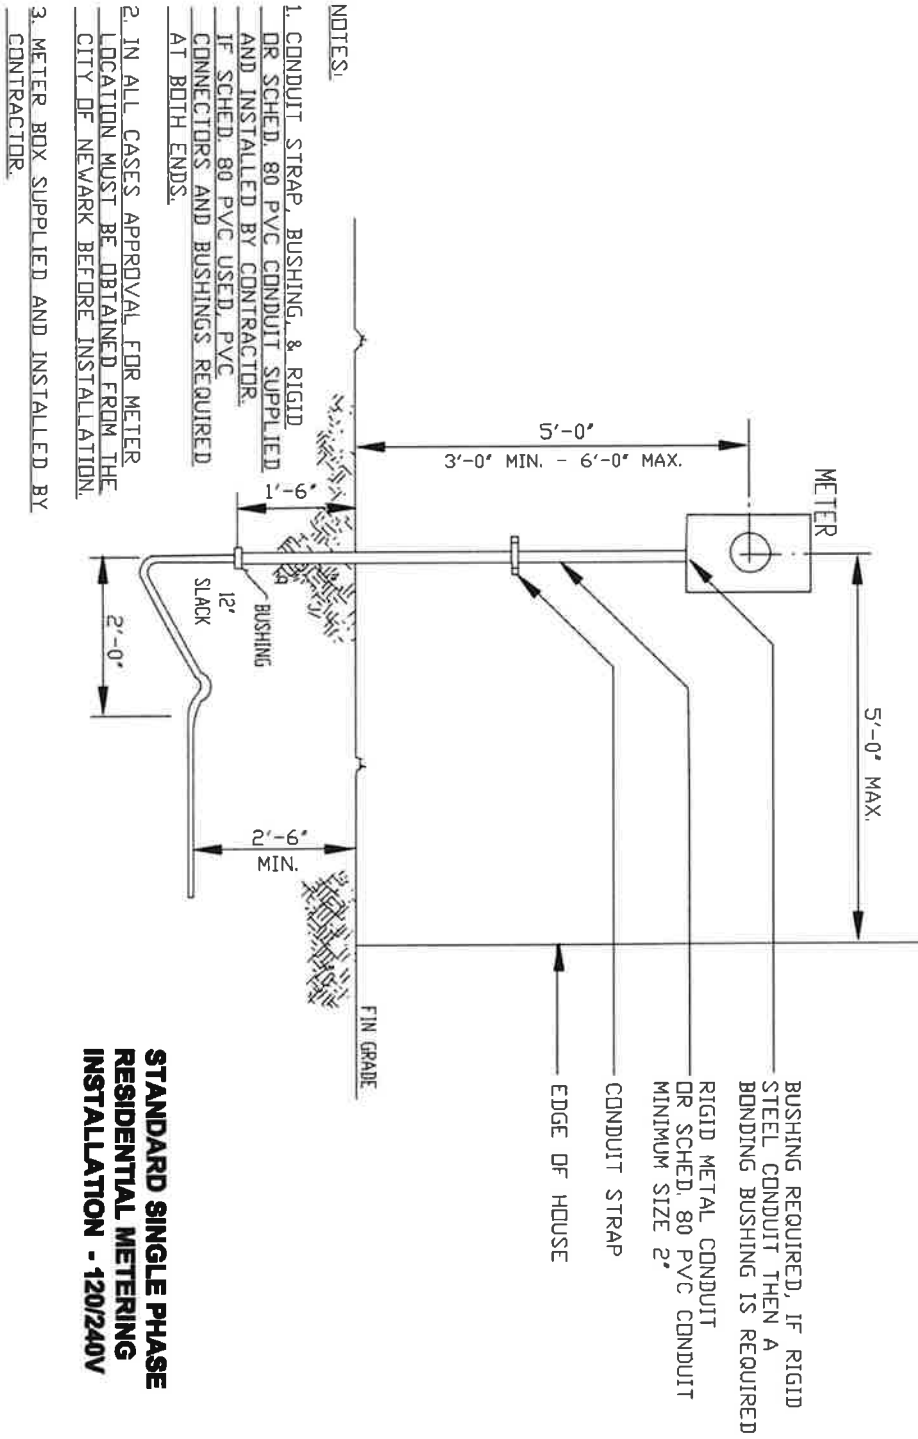 METER
5'-0" MAX.
5'-0"
3'-0" MIN. - 6'-0" MAX.
BUSHING REQUIRED, IF RIGID
STEEL CONDUIT THEN A
BONDING BUSHING IS REQUIRED
RIGID METAL CONDUIT
OR SCHED. 80 PVC CONDUIT
MINIMUM SIZE 2"
CONDUIT STRAP
EDGE OF HOUSE
FIN GRADE
1'-6"
BUSHING
12"
SLACK
2'-0"
2'-6"
MIN.
NOTES:
1. CONDUIT STRAP, BUSHING, & RIGID
OR SCHED. 80 PVC CONDUIT SUPPLIED
AND INSTALLED BY CONTRACTOR.
IF SCHED. 80 PVC USED, PVC
CONNECTORS AND BUSHINGS REQUIRED
AT BOTH ENDS.
2. IN ALL CASES APPROVAL FOR METER
LOCATION MUST BE OBTAINED FROM THE
CITY OF NEWARK BEFORE INSTALLATION.
3. METER BOX SUPPLIED AND INSTALLED BY
CONTRACTOR.
STANDARD SINGLE PHASE
RESIDENTIAL METERING
INSTALLATION - 120/240V